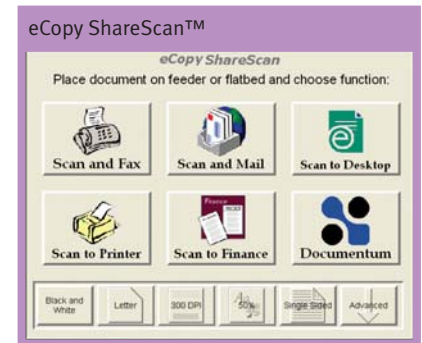 eCopy ShareScan™
eCopy ShareScan
Place document on feeder or flatbed and choose function:
Scan and Fax Scan and Mail Scan to Desktop
Finance
Scan to Printer Scan to Finance Documentum
Black and White Letter 300 DPI 50% Single Sided Advanced